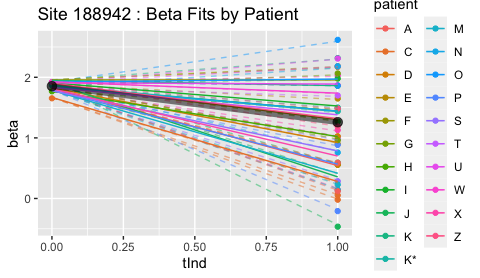 Site 188942 : Beta Fits by Patient
beta
2
1
0
0.00 0.25 0.50 0.75 1.00
tInd
patient
A
C
D
E
F
G
H
I
J
K
K*
M
N
O
P
S
T
U
W
X
Z